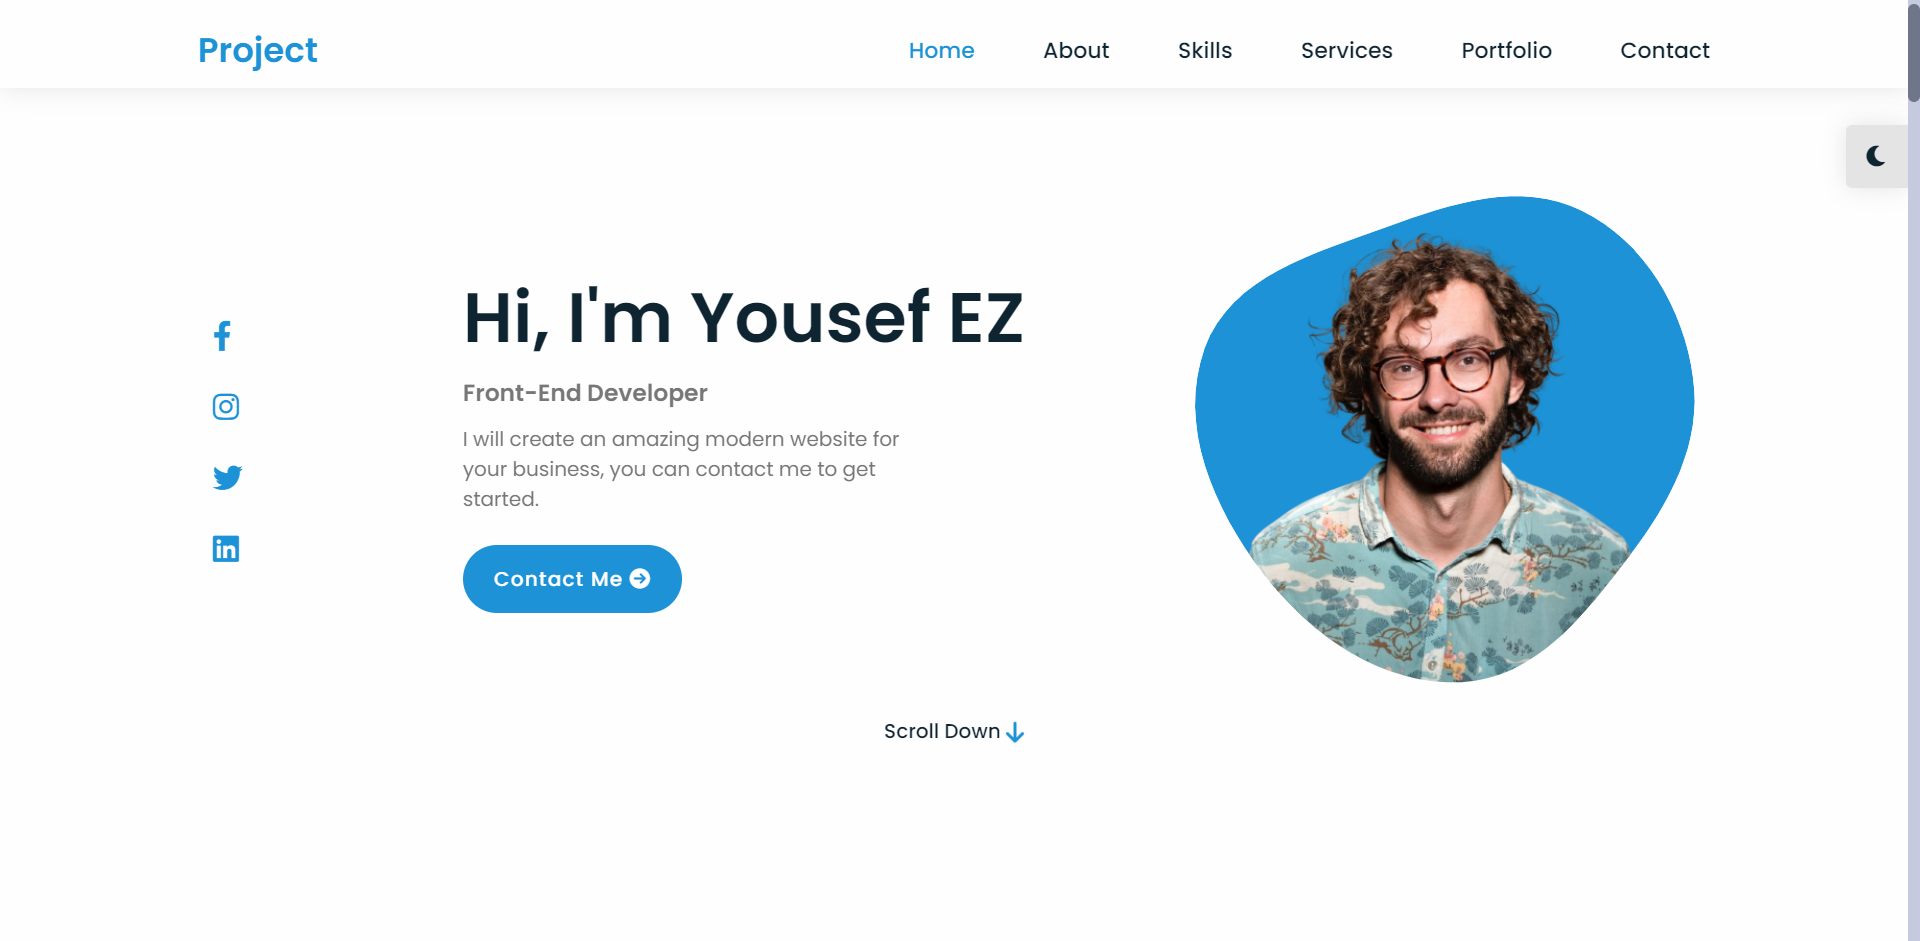 Project
Home
About
Skills
Services
Portfolio
Contact
Hi, I'm Yousef EZ
Front-End Developer
I will create an amazing modern website for
your business, you can contact me to get
started.
Contact Me
Scroll Down